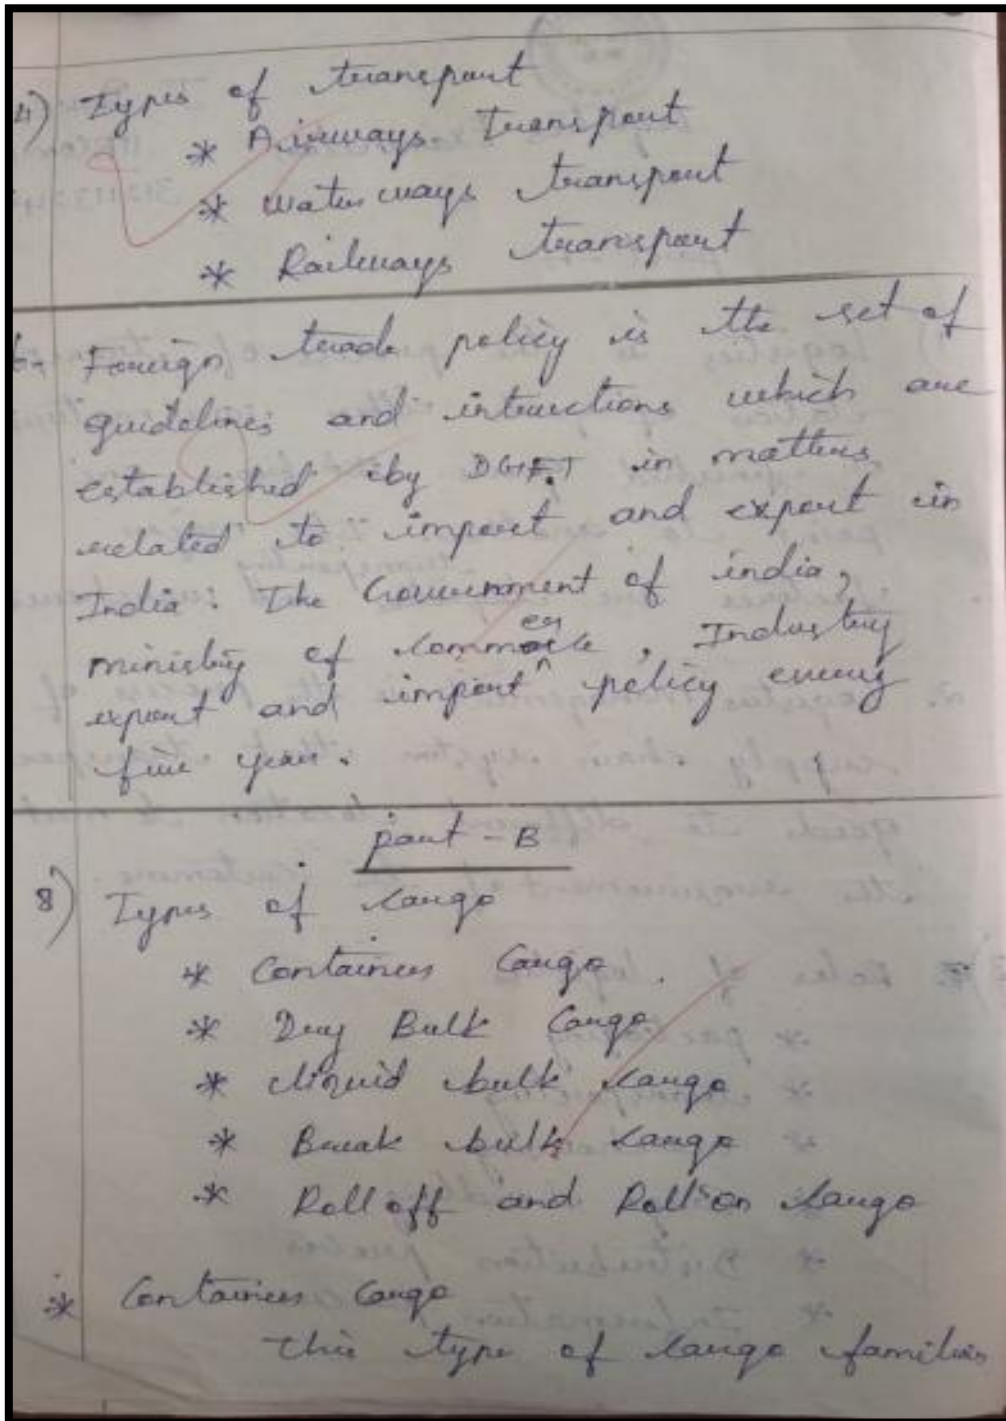 4) Types of transport
* Airways Transport
* water ways transport
* Railways transport
Foreign trade policy is the set of
guidelines and intructions which are
established by DGFT in matters
related to import and export in
India. The Government of india,
ministry of commerce, Industry
export and import policy every
five year.
part - B
8) Types of cargo
* Containers Cargo
* Dry Bulk Cargo
* liquid bulk cargo
* Break bulk cargo
* Roll off and Roll on cargo
* Containers Cargo
this type of cargo familiar